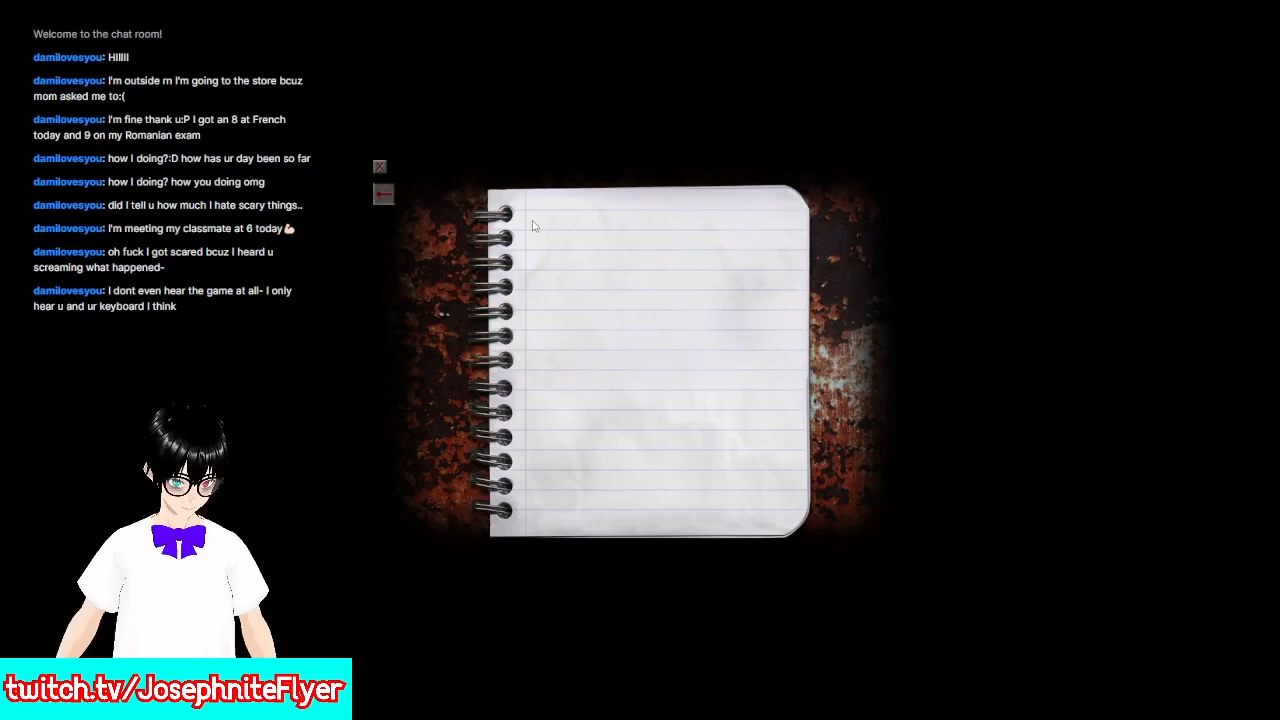 Welcome to the chat room!
damilovesyou: HIIIII
damilovesyou: I'm outside rn I'm going to the store bcuz
mom asked me to:(
damilovesyou: I'm fine thank u:P I got an 8 at French
today and 9 on my Romanian exam
damilovesyou: how I doing?:D how has ur day been so far
damilovesyou: how I doing? how you doing omg
damilovesyou: did I tell u how much I hate scary things..
damilovesyou: I'm meeting my classmate at 6 today💪🏻
damilovesyou: oh fuck I got scared bcuz I heard u
screaming what happened-
damilovesyou: I dont even hear the game at all- I only
hear u and ur keyboard I think
twitch.tv/JosephniteFlyer